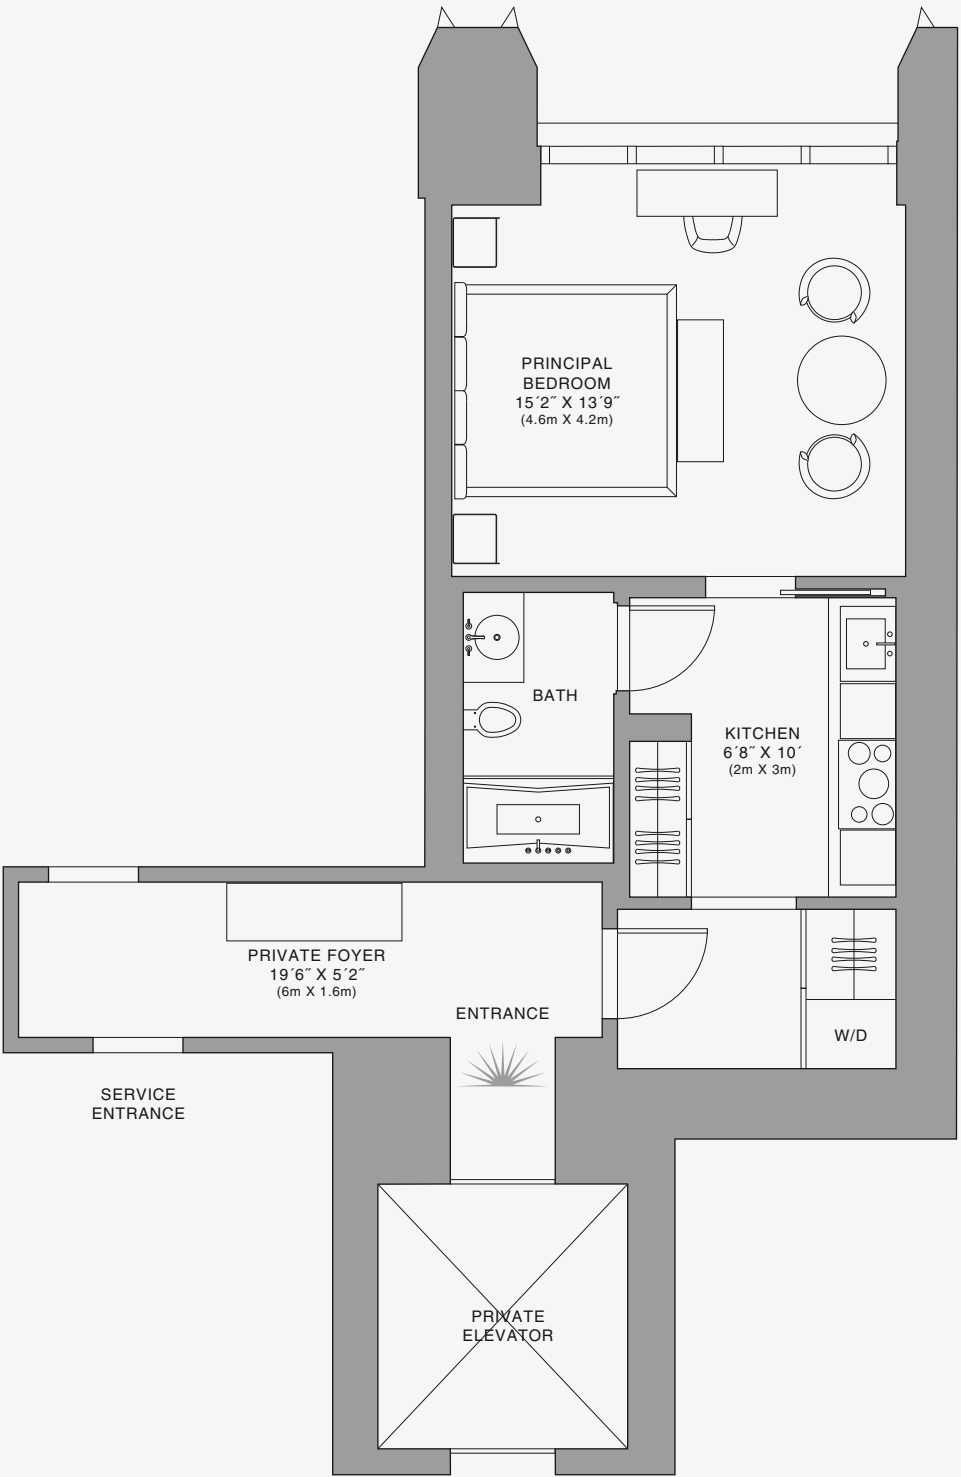 PRINCIPAL
BEDROOM
15´2˝ X 13´9˝
(4.6m X 4.2m)
BATH
KITCHEN
6´8˝ X 10´
(2m X 3m)
PRIVATE FOYER
19´6˝ X 5´2˝
(6m X 1.6m)
ENTRANCE
W/D
SERVICE
ENTRANCE
PRIVATE
ELEVATOR